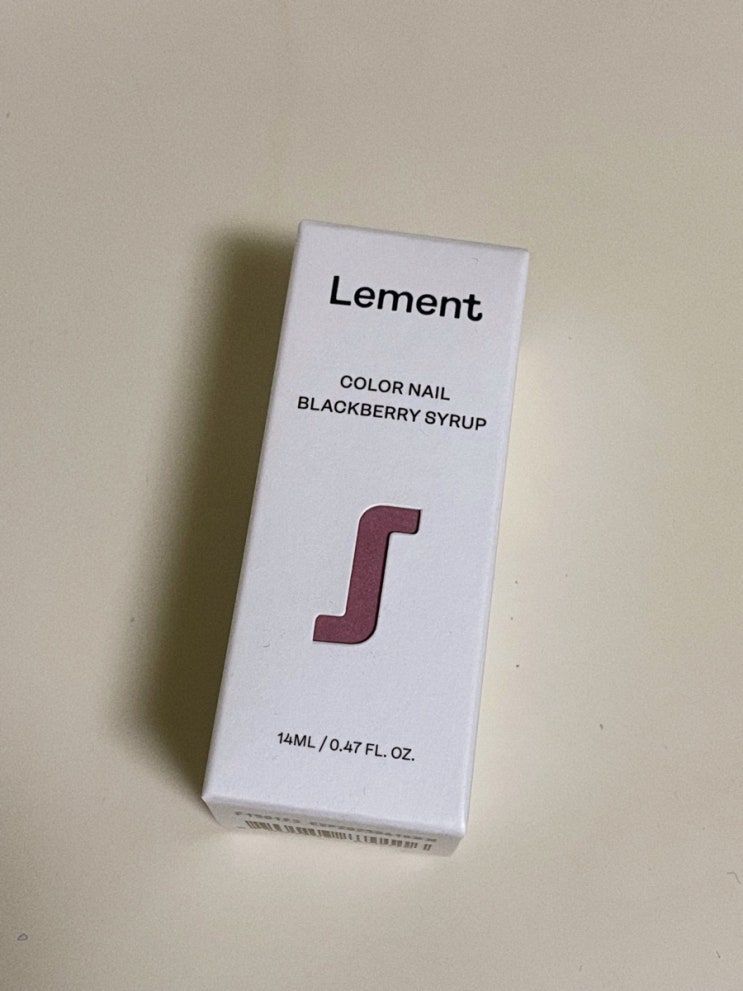 Lement
COLOR NAIL
BLACKBERRY SYRUP
14ML / 0.47 FL. OZ.